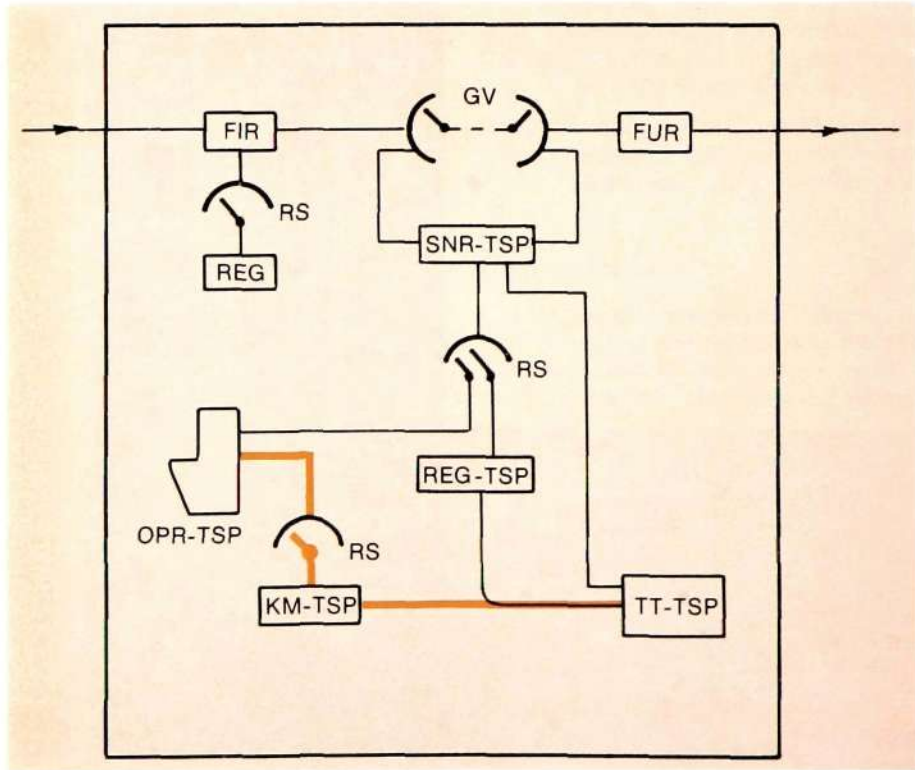 GV
FIR
FUR
RS
REG
SNR-TSP
RS
REG-TSP
OPR-TSP
RS
KM-TSP
TT-TSP